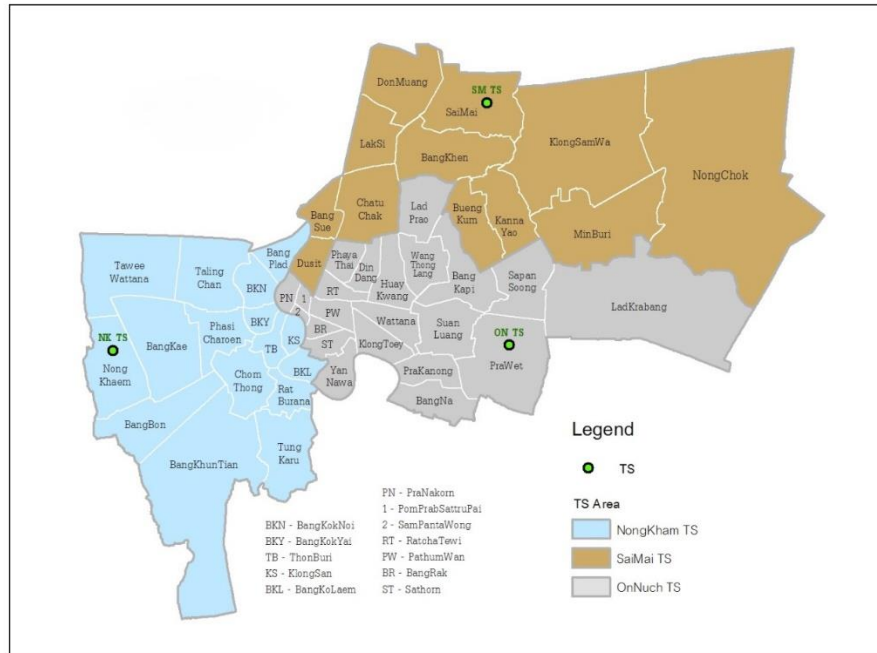 DonMuang
SM TS
SaiMai
LakSi
BangKhen
KlongSamWa
NongChok
Chatu
Chak
Lad
Prao
Bueng
Kum
Kanna
Yao
MinBuri
Bang
Sue
Dusit
Bang
Plad
Tawee
Wattana
Taling
Chan
BKN
Phaya
Thai
Din
Dang
Wang
Thong
Lang
Huay
Kwang
Bang
Kapi
Sapan
Soong
LadKrabang
PN
1
2
RT
PW
BR
ST
Wattana
KlongToey
Suan
Luang
ON TS
PraWet
Yan
Nawa
PraKanong
BangNa
NK TS
Nong
Khaem
BangKae
Phasi
Charoen
BKY
TB
KS
BKL
Chom
Thong
Rat
Burana
BangBon
BangKhunTian
Tung
Karu
BKN - BangKokNoi
BKY - BangKokYai
TB - ThonBuri
KS - KlongSan
BKL - BangKoLaem
PN - PraNakorn
1 - PomPrabSattruPai
2 - SamPantaWong
RT - RatchaTewi
PW - PathumWan
BR - BangRak
ST - Sathorn
Legend
TS
TS Area
NongKham TS
SaiMai TS
OnNuch TS